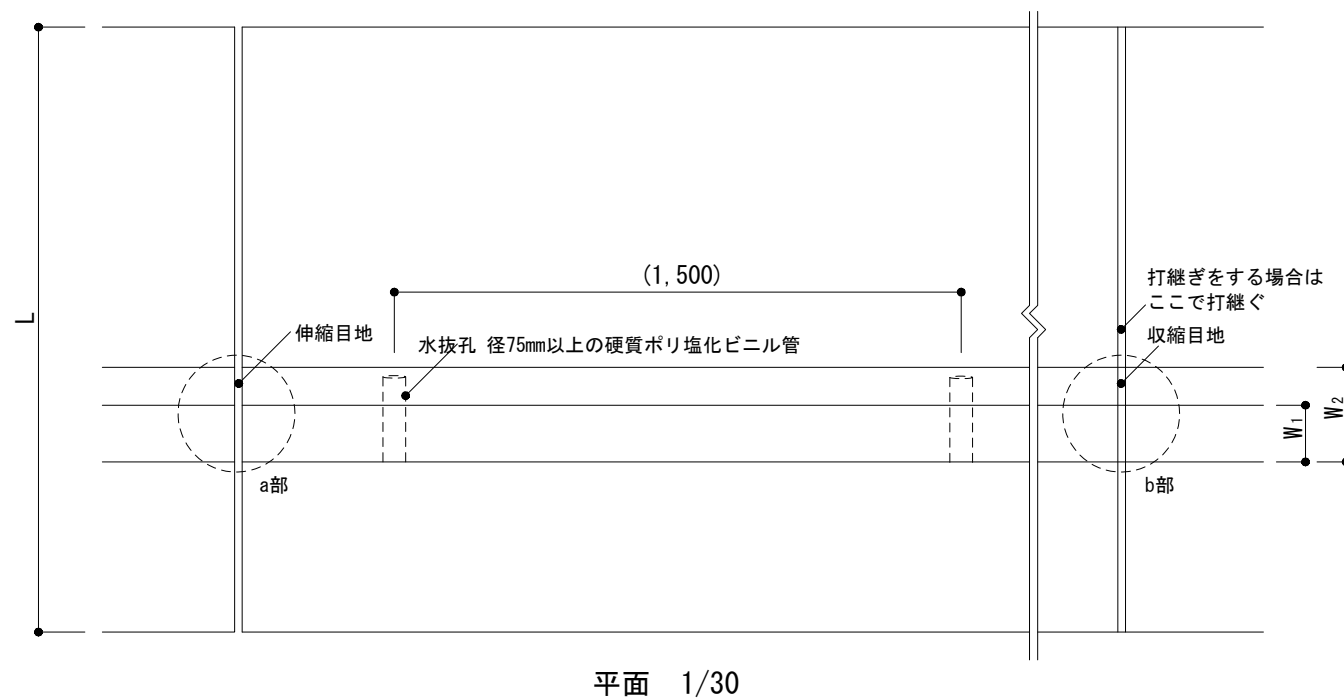 (1,500)
打継ぎをする場合は
ここで打継ぐ
伸縮目地
水抜孔 径75mm以上の硬質ポリ塩化ビニル管
収縮目地
L
W₁
W₂
a部
b部
平面 1/30